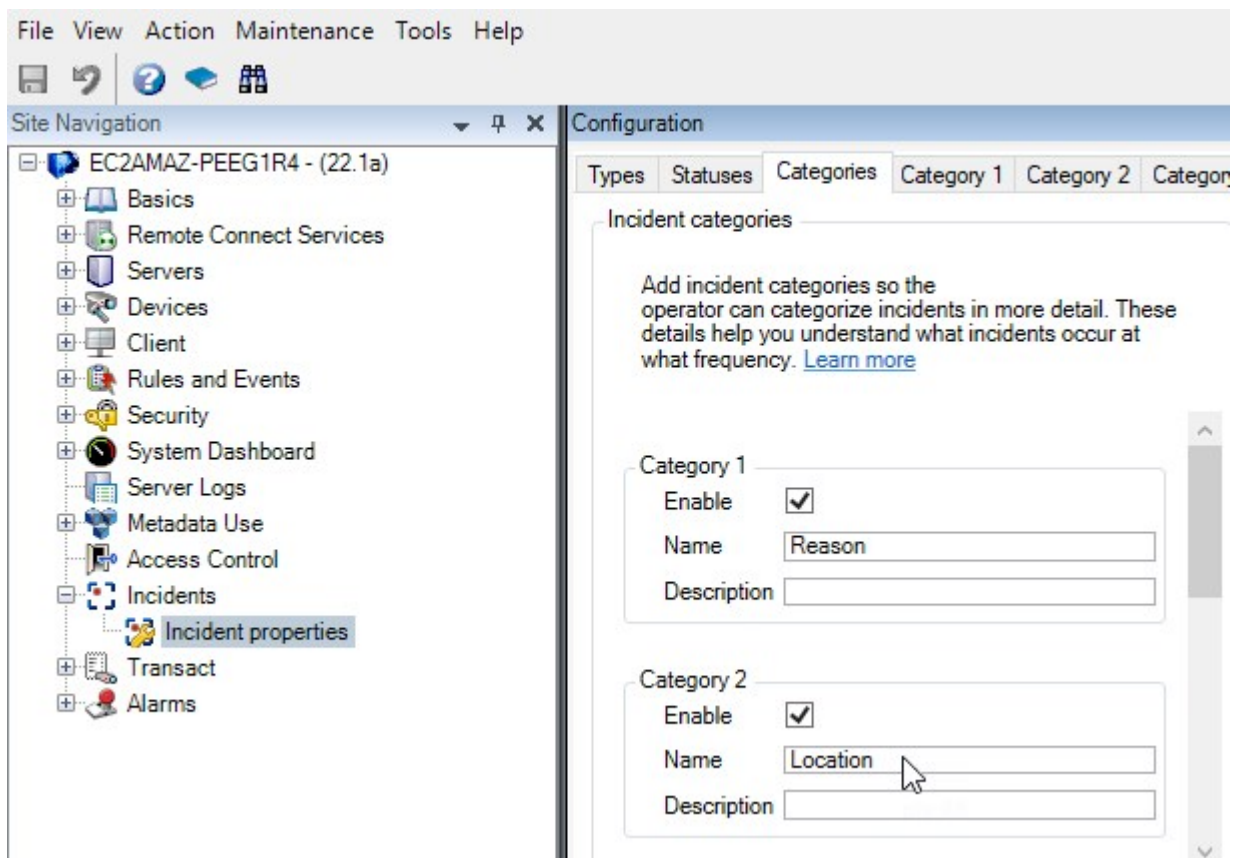 File View Action Maintenance Tools Help
Site Navigation
EC2AMAZ-PEEG1R4 - (22.1a)
Basics
Remote Connect Services
Servers
Devices
Client
Rules and Events
Security
System Dashboard
Server Logs
Metadata Use
Access Control
Incidents
Incident properties
Transact
Alarms
Configuration
Types Statuses Categories Category 1 Category 2 Category
Incident categories
Add incident categories so the
operator can categorize incidents in more detail. These
details help you understand what incidents occur at
what frequency. Learn more
Category 1
Enable
Name Reason
Description
Category 2
Enable
Name Location
Description